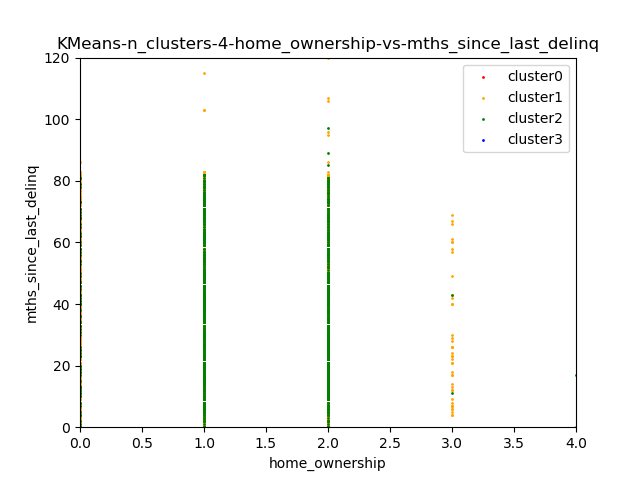 KMeans-n_clusters-4-home_ownership-vs-mths_since_last_delinq
120
100
80
60
40
20
0
mths_since_last_delinq
cluster0
cluster1
cluster2
cluster3
0.0 0.5 1.0 1.5 2.0 2.5 3.0 3.5 4.0
home_ownership